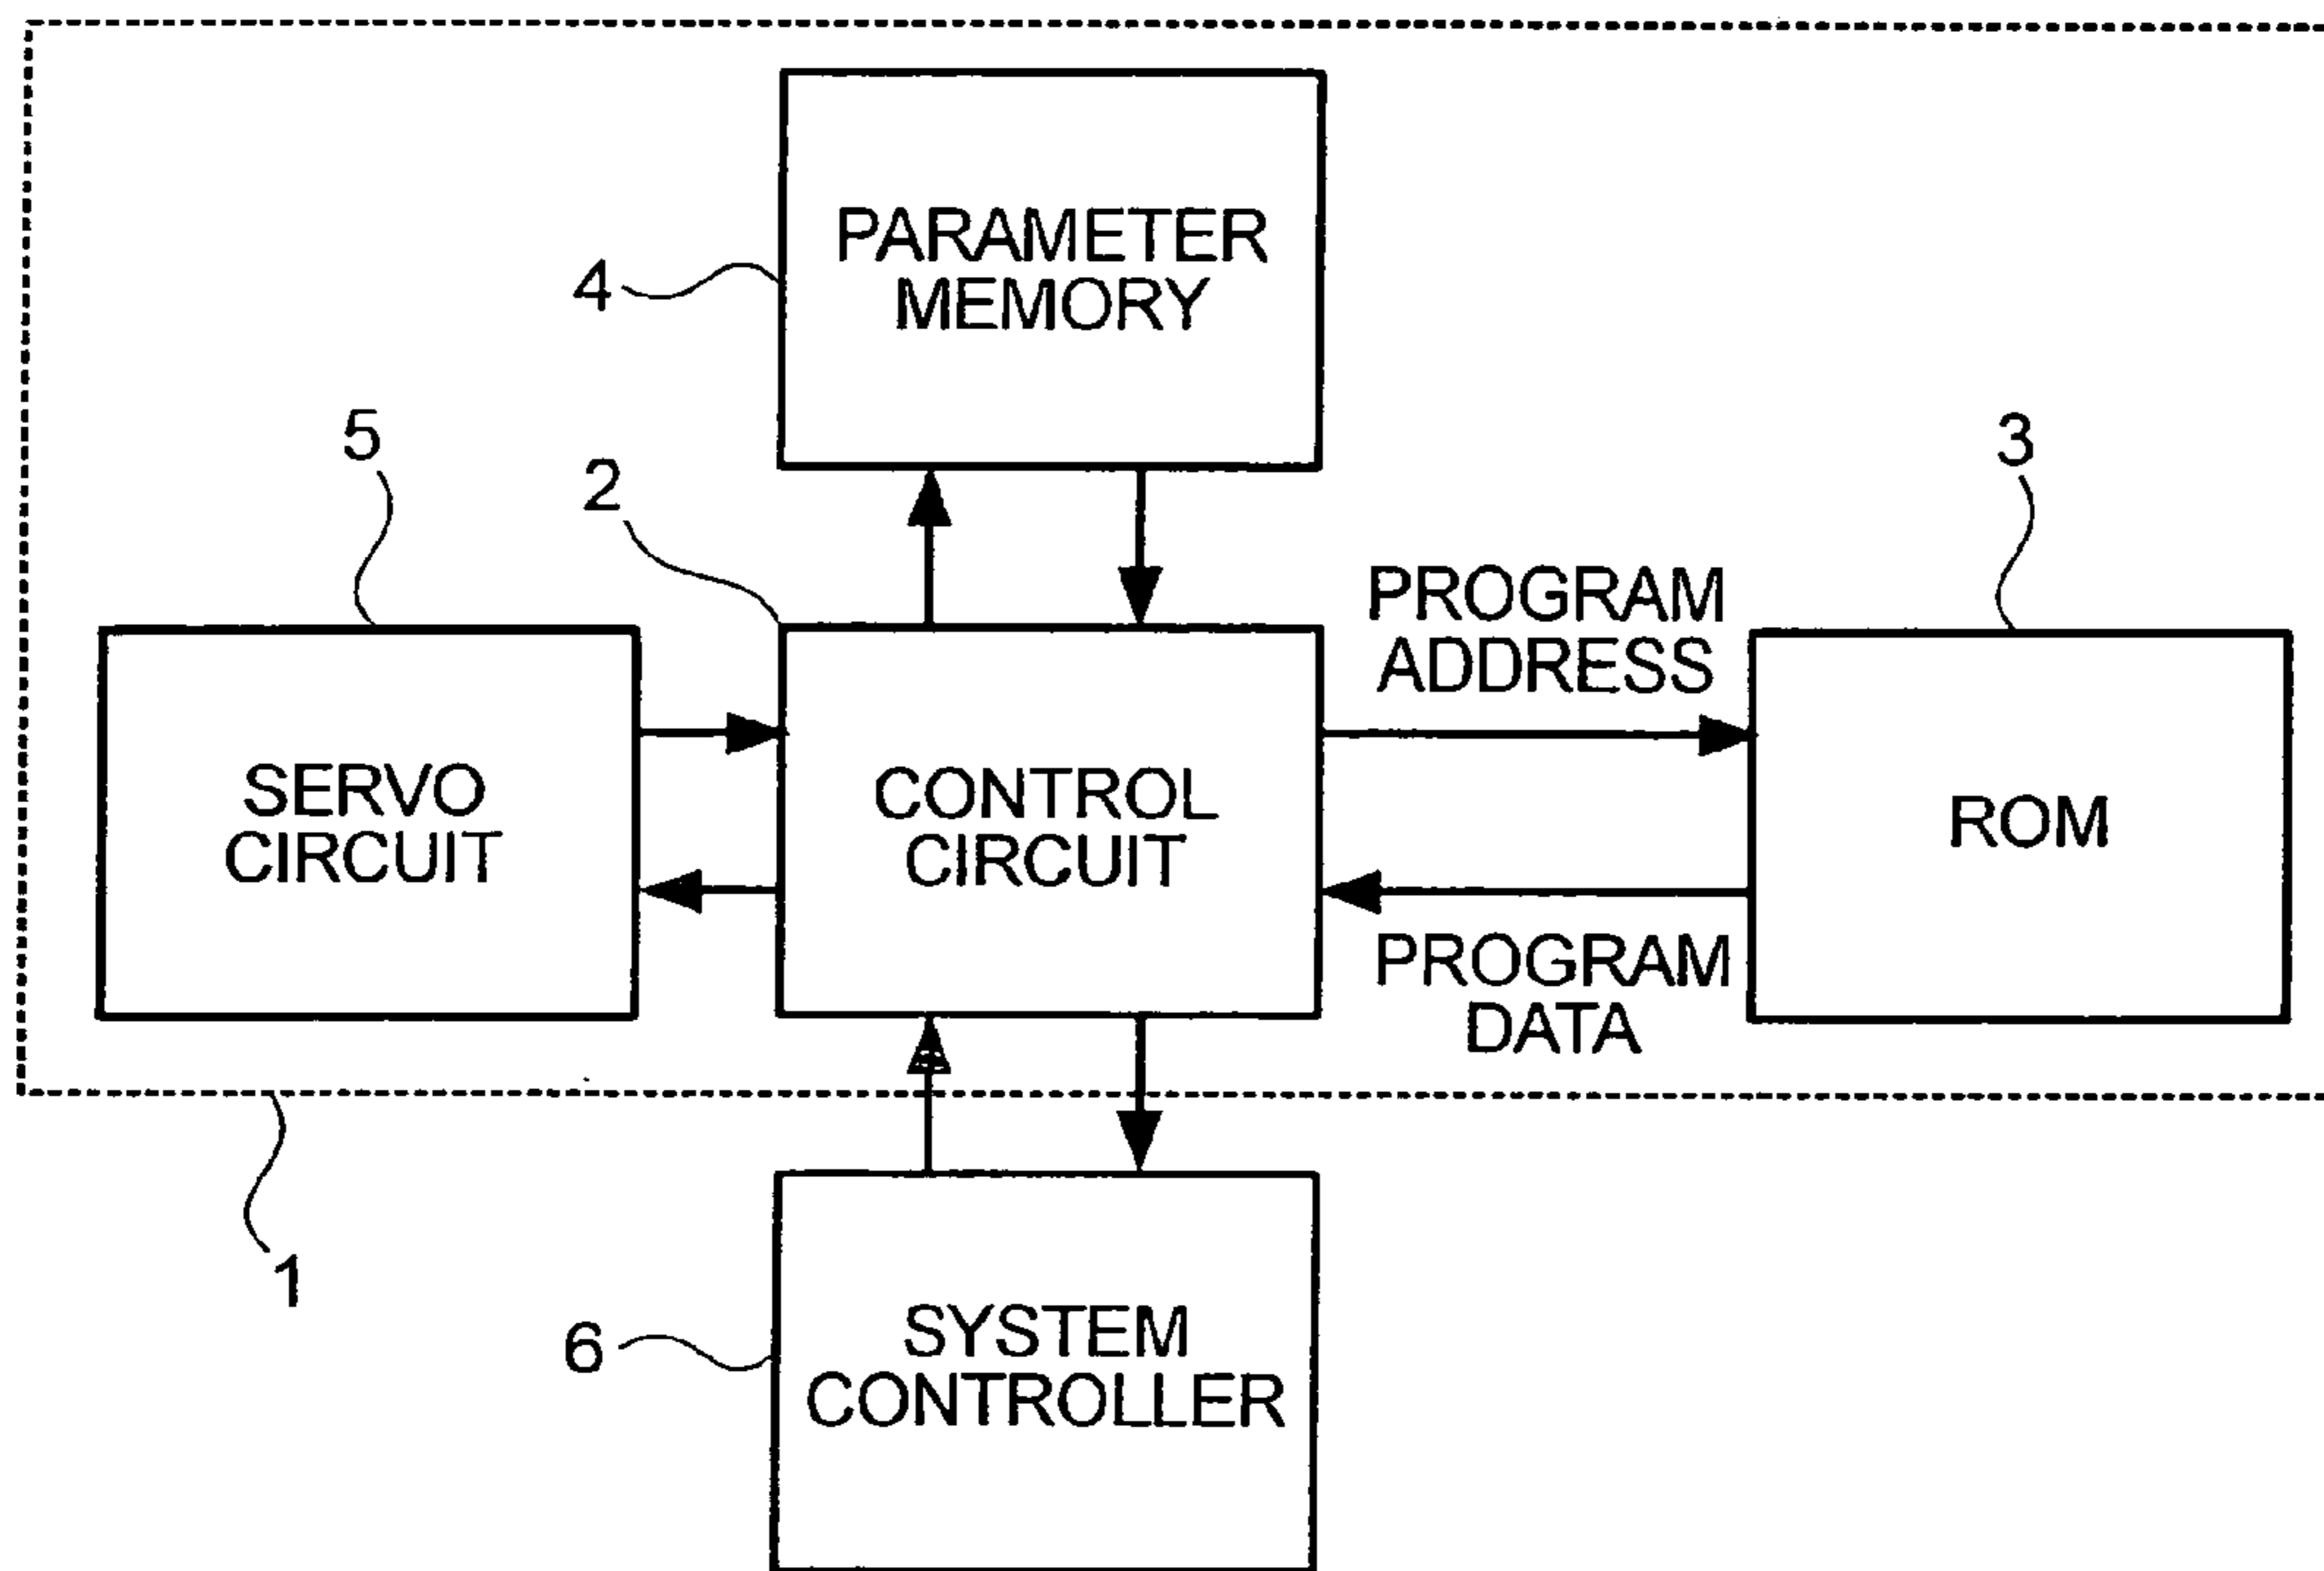 PARAMETER
MEMORY
4
5
2
3
PROGRAM
ADDRESS
SERVO
CIRCUIT
CONTROL
CIRCUIT
ROM
PROGRAM
DATA
1
6
SYSTEM
CONTROLLER